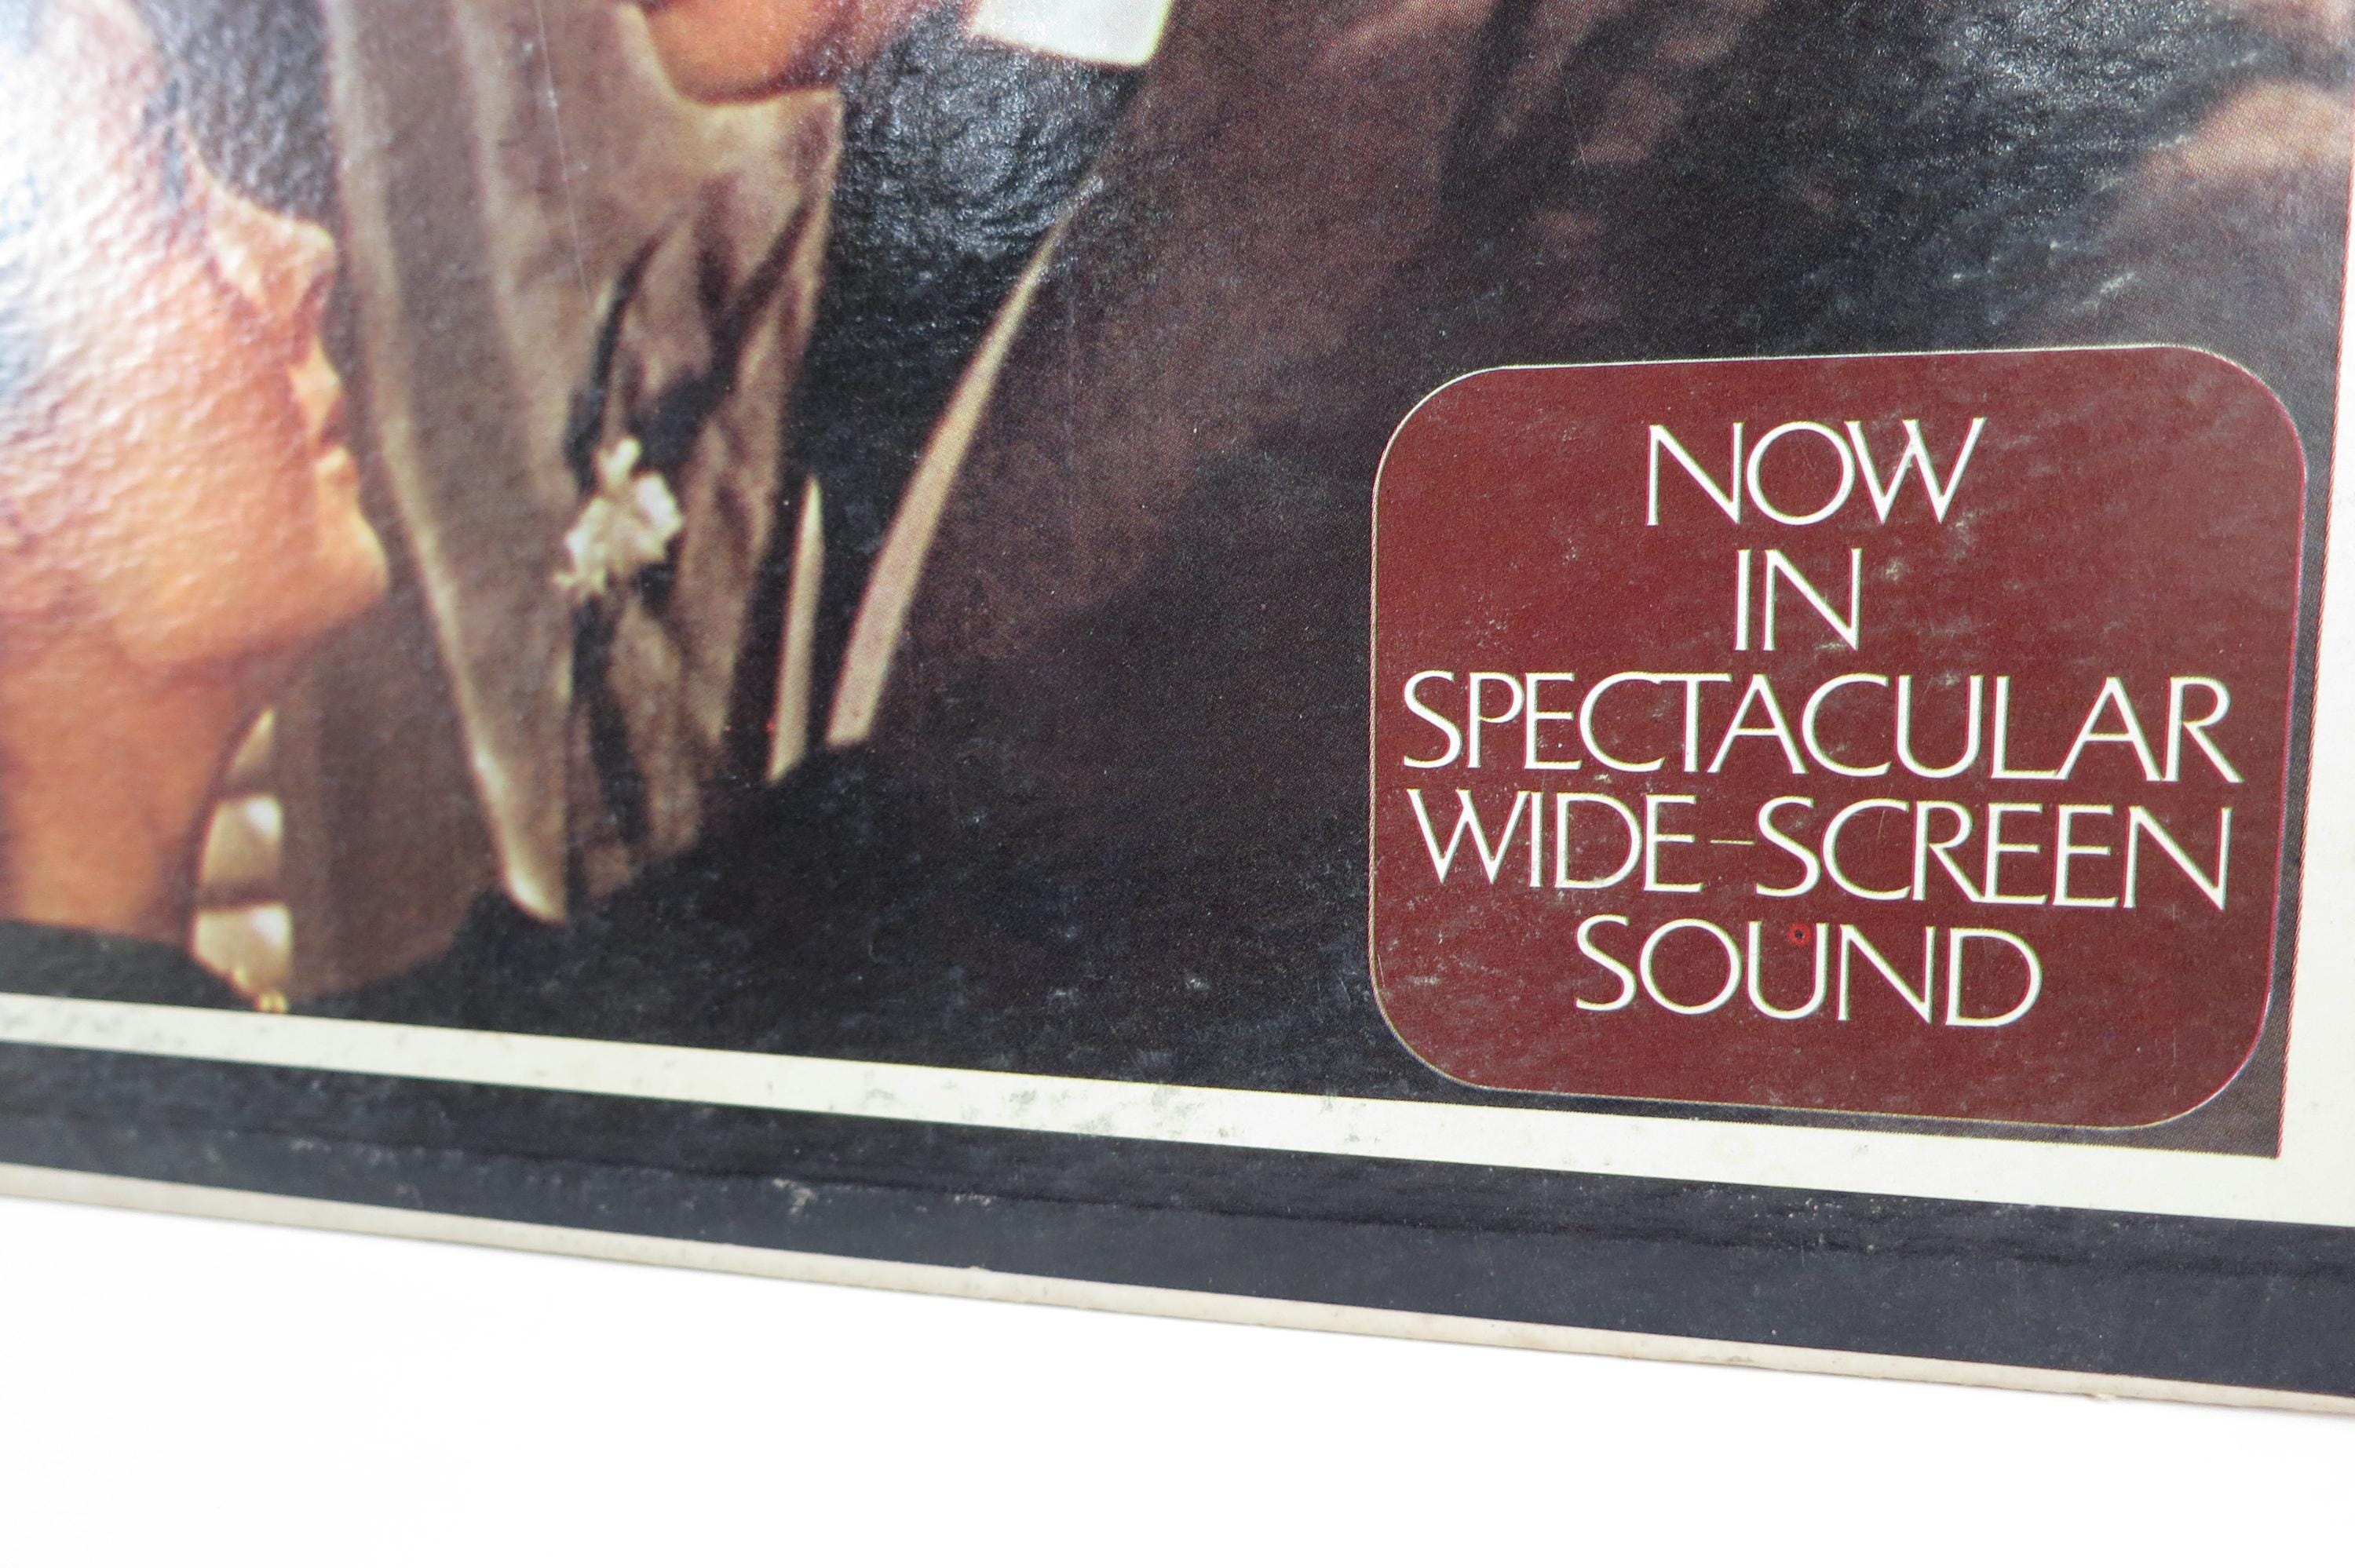 NOW
IN
SPECTACULAR
WIDE-SCREEN
SOUND